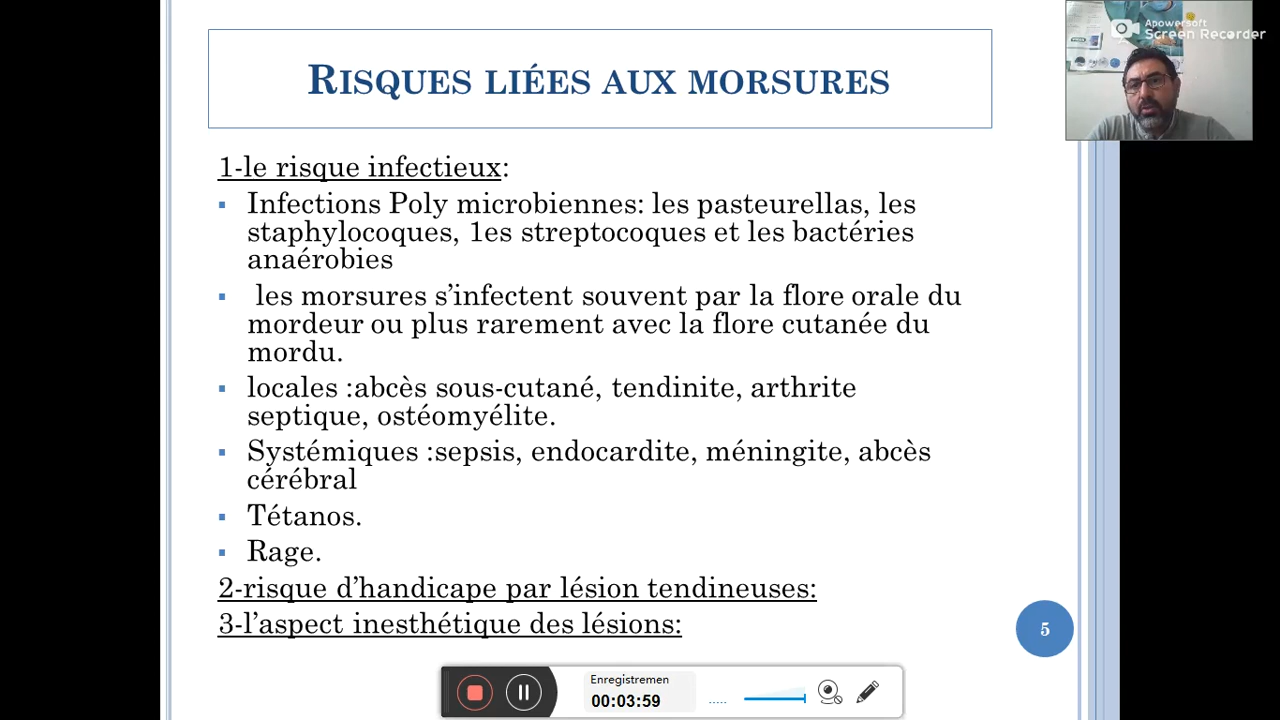 Apowersoft
Screen Recorder
RISQUES LIÉES AUX MORSURES
1-le risque infectieux:
Infections Poly microbiennes: les pasteurellas, les
staphylocoques, 1es streptocoques et les bactéries
anaérobies
les morsures s’infectent souvent par la flore orale du
mordeur ou plus rarement avec la flore cutanée du
mordu.
locales :abcès sous-cutané, tendinite, arthrite
septique, ostéomyélite.
Systémiques :sepsis, endocardite, méningite, abcès
cérébral
Tétanos.
Rage.
2-risque d’handicape par lésion tendineuses:
3-l’aspect inesthétique des lésions:
5
Enregistremen
00:03:59